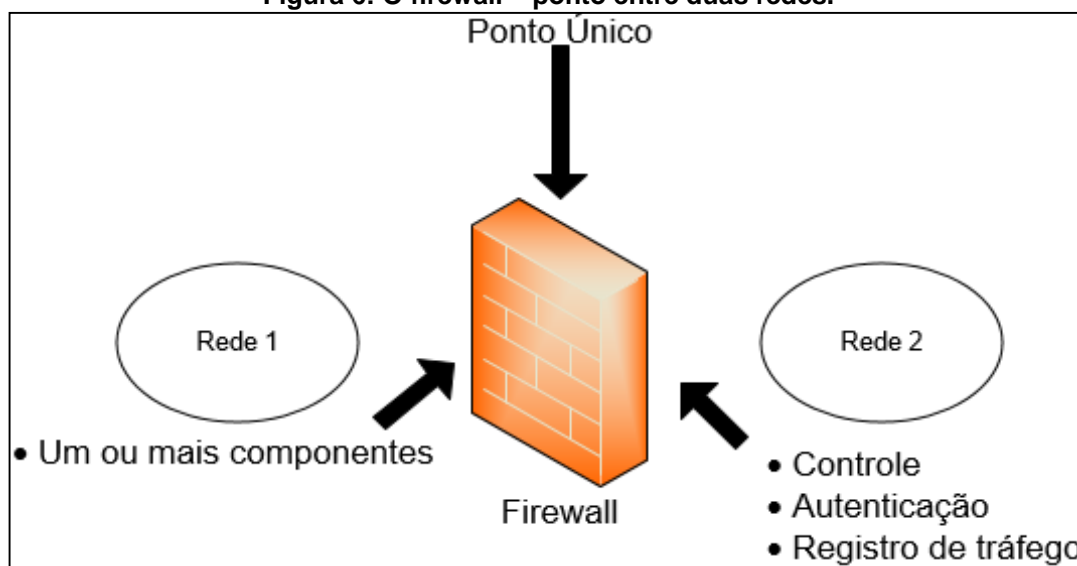 Ponto Único
Rede 1
Rede 2
• Um ou mais componentes
Firewall
• Controle
• Autenticação
• Registro de tráfego